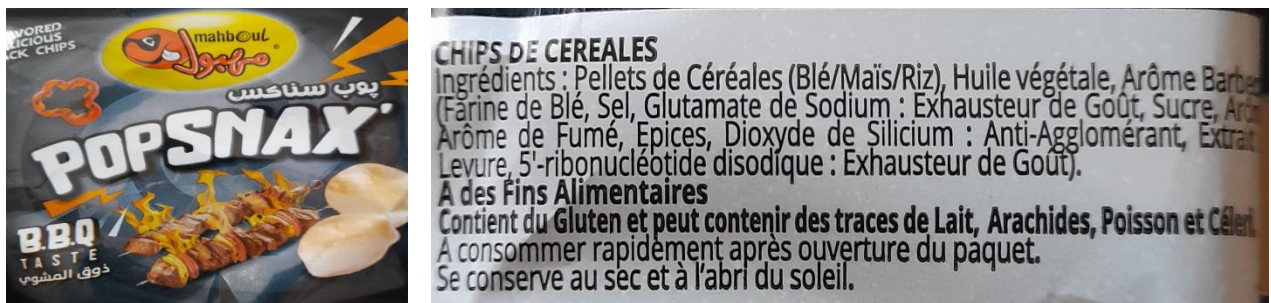 LICIOUS
CK CHIPS
mahboul
مهبول
پوب سناكس
POPSNAX
B.B.Q
TASTE
ذوق المشوي
CHIPS DE CEREALES
Ingrédients : Pellets de Céréales (Blé/Maïs/Riz), Huile végétale, Arôme
(Farine de Blé, Sel, Glutamate de Sodium : Exhausteur de Goût, Sucre,
Arôme de Fumé, Epices, Dioxyde de Silicium : Anti-Agglomérant, Extrait
Levure, 5'-ribonucléotide disodique : Exhausteur de Goût).
A des Fins Alimentaires
Contient du Gluten et peut contenir des traces de Lait, Arachides, Poisson et Céleri.
A consommer rapidement après ouverture du paquet.
Se conserve au sec et à l'abri du soleil.